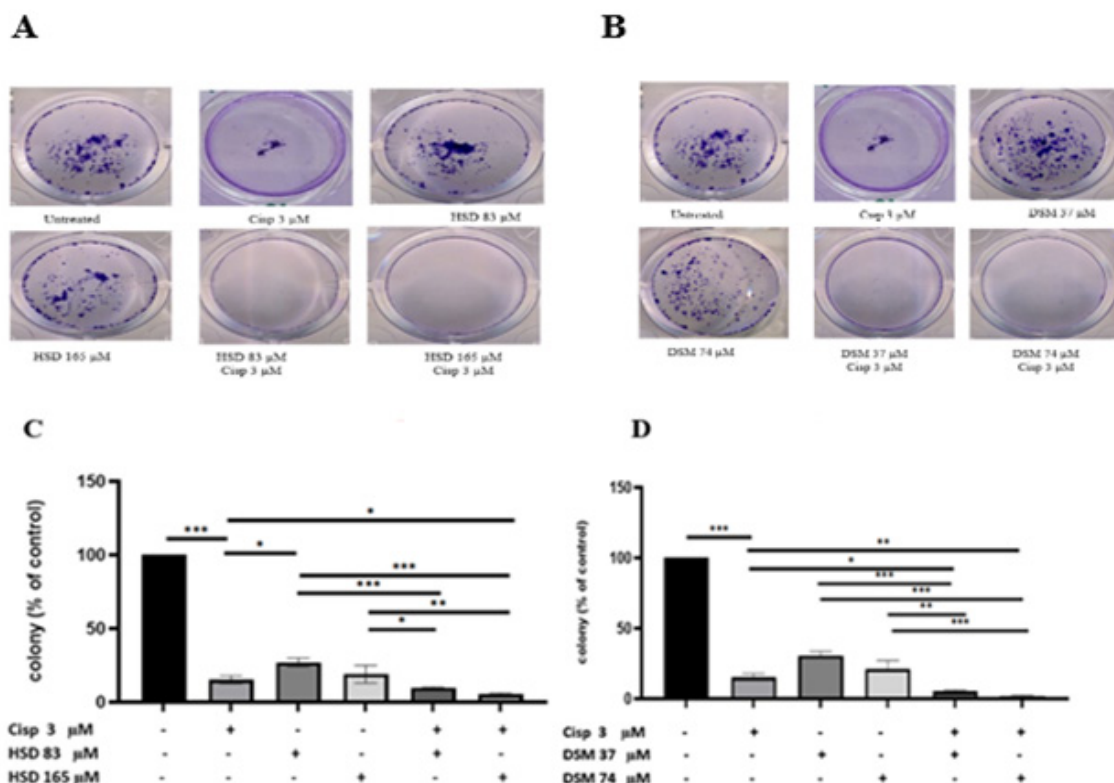 A
B
Untreated
Cisp 3 µM
HSD 83 µM
HSD 165 µM
HSD 83 µM
Cisp 3 µM
HSD 165 µM
Cisp 3 µM
Untreated
Cisp 3 µM
DSM 37 µM
DSM 74 µM
DSM 37 µM
Cisp 3 µM
DSM 74 µM
Cisp 3 µM
C
colony (% of control)
150
100
50
0
***
*
*
***
***
**
*
Cisp 3 µM - + - - + +
HSD 83 µM - - + - + -
HSD 165 µM - - - + - +
D
colony (% of control)
150
100
50
0
***
**
*
***
***
**
***
Cisp 3 µM - + - - + +
DSM 37 µM - - + - + -
DSM 74 µM - - - + - +